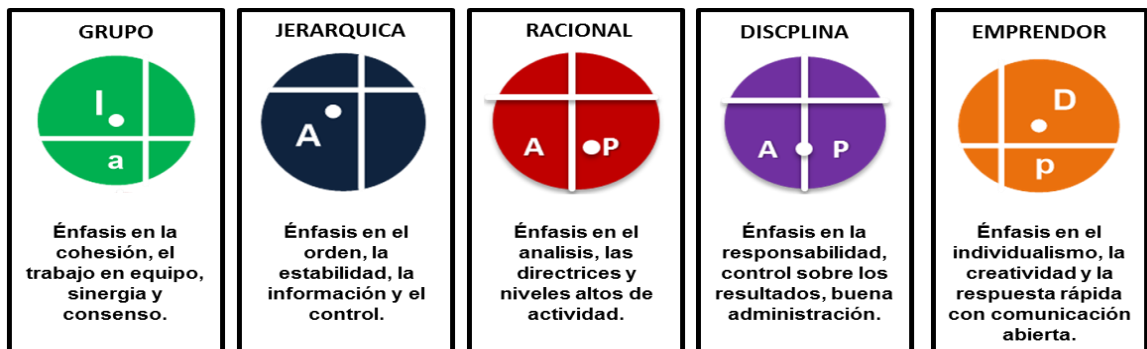 GRUPO
I
a
Énfasis en la
cohesión, el
trabajo en equipo,
sinergia y
consenso.
JERARQUICA
A
Énfasis en el
orden, la
estabilidad, la
información y el
control.
RACIONAL
A P
Énfasis en el
analisis, las
directrices y
niveles altos de
actividad.
DISCPLINA
A P
Énfasis en la
responsabilidad,
control sobre los
resultados, buena
administración.
EMPRENDOR
D
p
Énfasis en el
individualismo, la
creatividad y la
respuesta rápida
con comunicación
abierta.